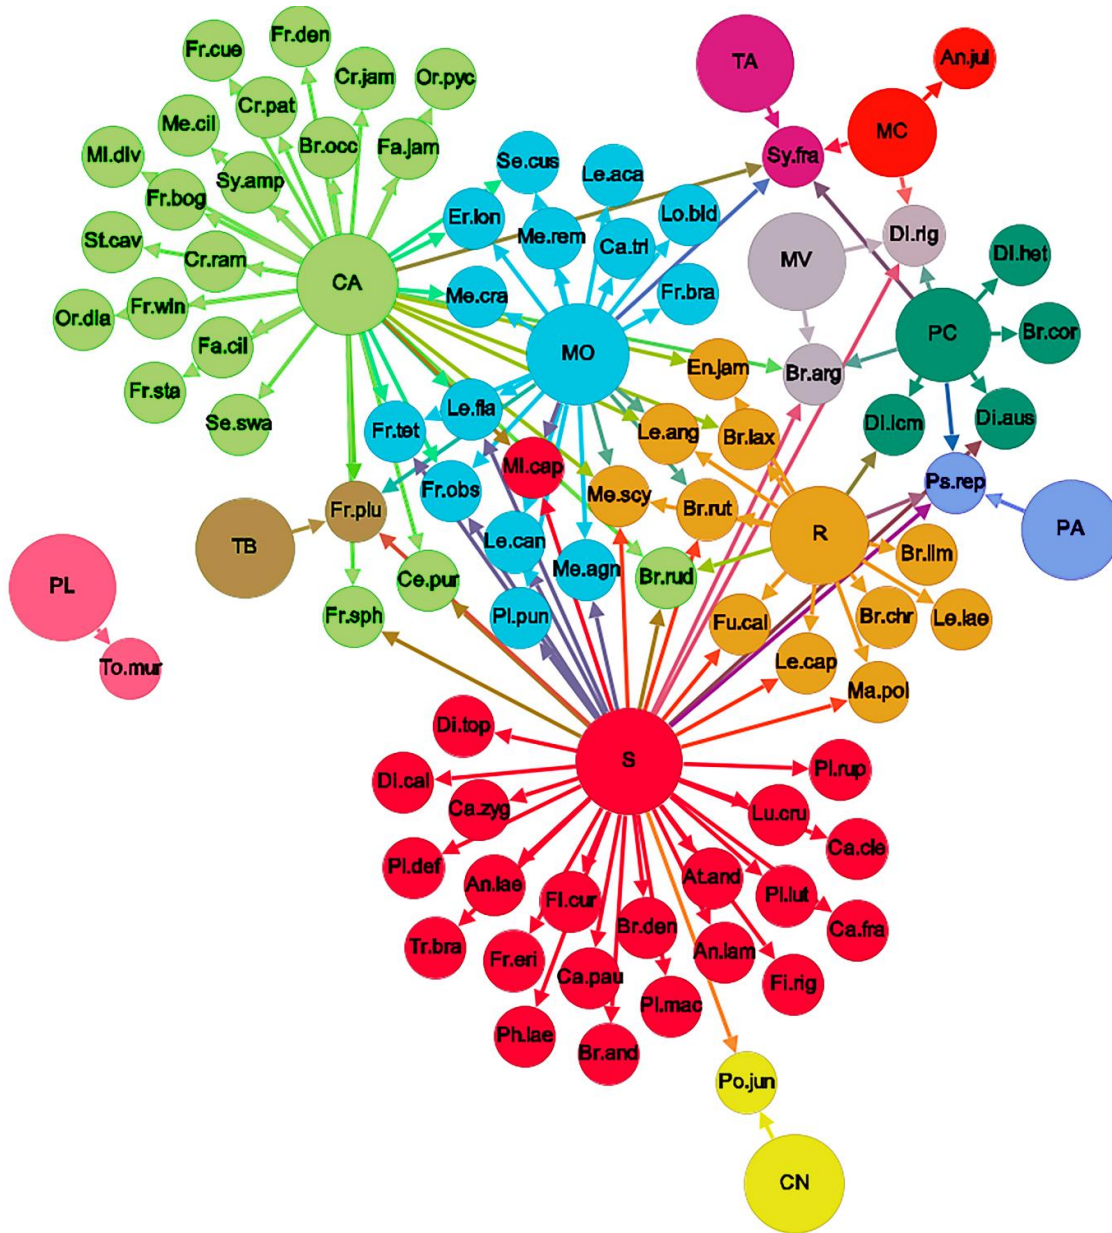 Fr.den
Fr.cue
TA
An.jul
Cr.jam
Or.pyc
Cr.pat
Me.cil
MC
Br.occ
Fa.jam
Ml.div
Sy.amp
Sy.fra
Se.cus
Le.aca
Fr.bog
Er.lon
Lo.bid
St.cav
Me.rem
Di.rig
Ca.tri
Cr.ram
Di.het
MV
CA
Me.cra
Fr.bra
Fr.win
Or.dia
PC
Br.cor
Fa.cil
MO
En.jam
Br.arg
Fr.sta
Le.fla
Se.swa
Fr.tet
Le.ang
Br.lax
Di.icm
Di.aus
Ml.cap
Fr.obs
Ps.rep
Me.scy
Fr.plu
Br.rut
TB
R
PA
Le.can
Br.lim
Me.agn
Ce.pur
Br.rud
PL
Fr.sph
Pl.pun
Fu.cal
Br.chr
Le.lae
Le.cap
To.mur
Ma.pol
Di.top
S
Pl.rup
Di.cal
Ca.zyg
Lu.cru
Ca.cle
Pl.def
An.lae
At.and
Fl.cur
Pl.lut
Br.den
Ca.fra
Tr.bra
Fr.eri
An.lam
Ca.pau
Fi.rig
Pl.mac
Ph.lae
Br.and
Po.jun
CN